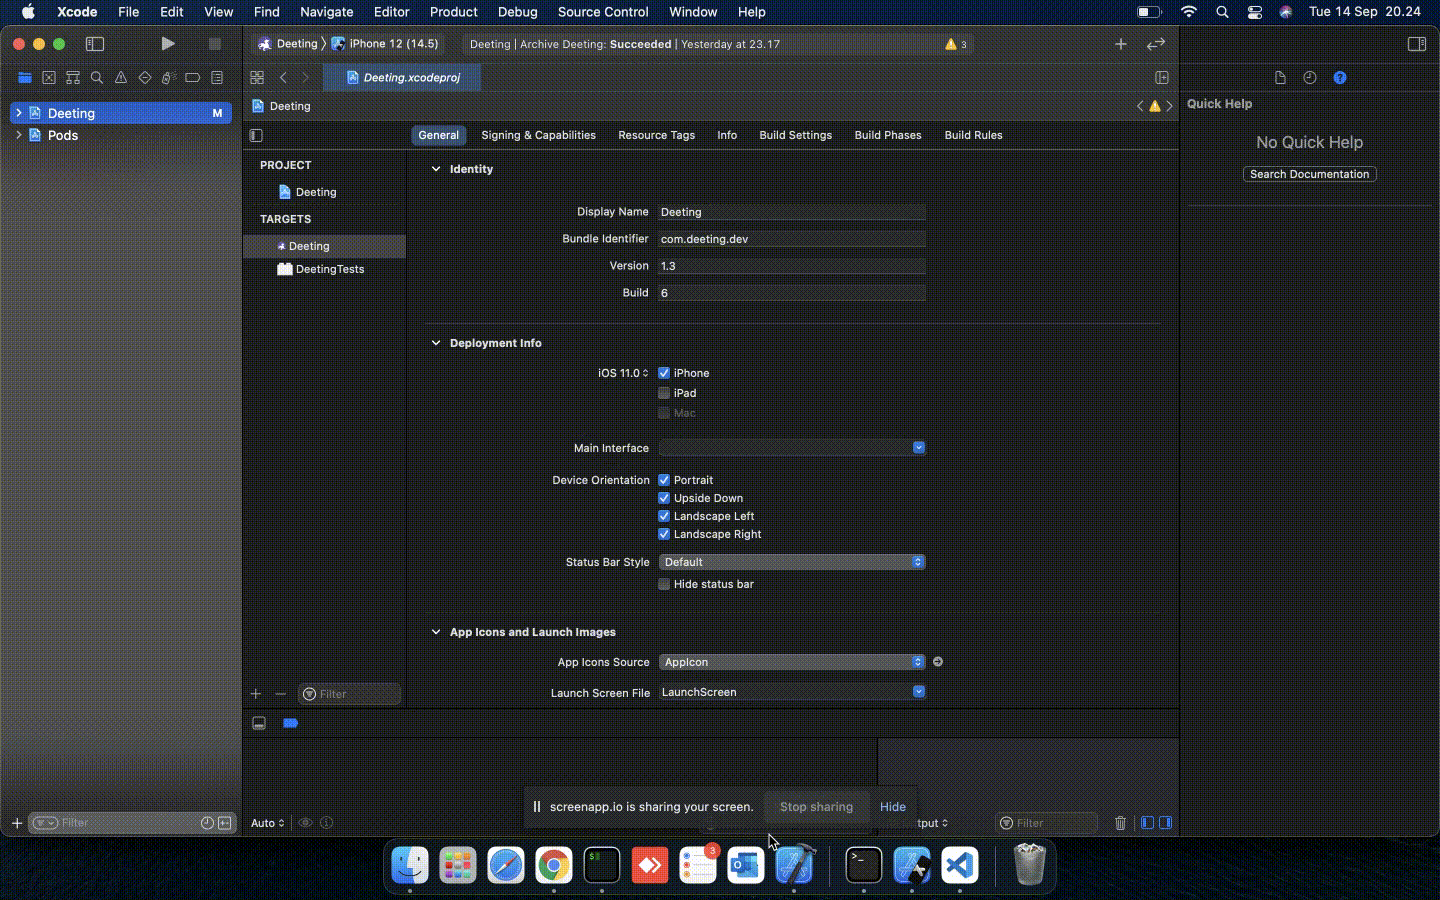 Xcode File Edit View Find Navigate Editor Product Debug Source Control Window Help Tue 14 Sep 20.24
Deeting iPhone 12 (14.5) Deeting | Archive Deeting: Succeeded | Yesterday at 23.17 3
Deeting.xcodeproj
Deeting
Deeting M
Pods
General Signing & Capabilities Resource Tags Info Build Settings Build Phases Build Rules
PROJECT
Deeting
TARGETS
Deeting
DeetingTests
Filter
Identity
Display Name Deeting
Bundle Identifier com.deeting.dev
Version 1.3
Build 6
Deployment Info
iOS 11.0 iPhone
iPad
Mac
Main Interface
Device Orientation Portrait
Upside Down
Landscape Left
Landscape Right
Status Bar Style Default
Hide status bar
App Icons and Launch Images
App Icons Source AppIcon
Launch Screen File LaunchScreen
Quick Help
No Quick Help
Search Documentation
screenapp.io is sharing your screen. Stop sharing Hide
Filter
Auto
tput
Filter
$
3
>_